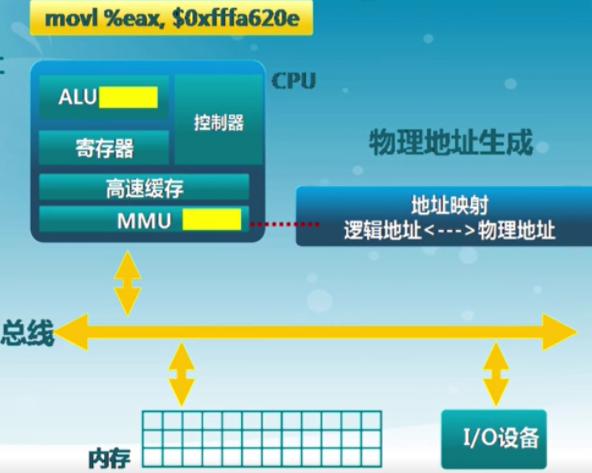 movl %eax, $0xfffa620e
CPU
ALU
控制器
寄存器
高速缓存
MMU
物理地址生成
地址映射
逻辑地址<--->物理地址
总线
内存
I/O设备